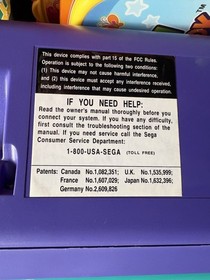 This device complies with part 15 of the FCC Rules.
Operation is subject to the following two conditions:
(1) This device may not cause harmful interference,
and (2) this device must accept any interference received,
including interference that may cause undesired operation.
IF YOU NEED HELP:
Read the owner's manual thoroughly before you
connect your system. If you have any difficulty,
first consult the troubleshooting section of the
manual. If you need service call the Sega
Consumer Service Department:
1-800-USA-SEGA (TOLL FREE)
Patents: Canada No.1,082,351; U.K. No.1,535,999;
France No.1,607,029; Japan No.1,632,396;
Germany No.2,609,826